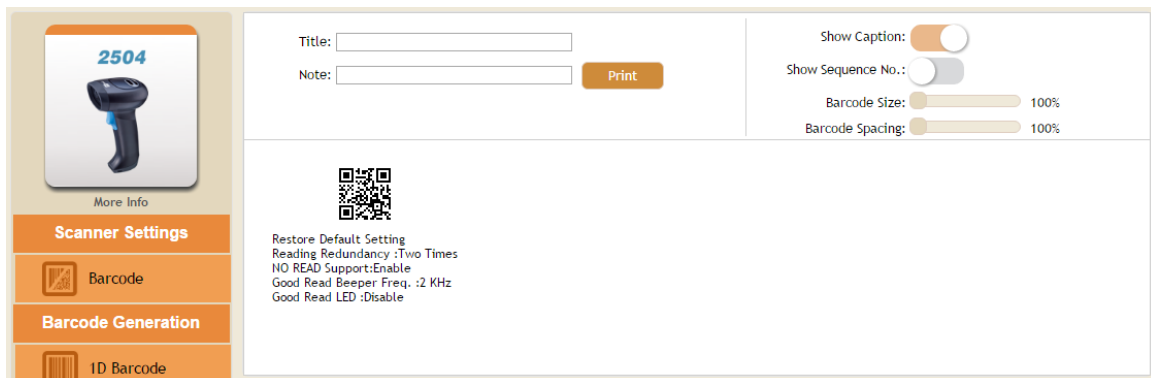 2504
More Info
Scanner Settings
Barcode
Barcode Generation
1D Barcode
Title:
Note:
Print
Show Caption:
Show Sequence No.:
Barcode Size: 100%
Barcode Spacing: 100%
Restore Default Setting
Reading Redundancy :Two Times
NO READ Support:Enable
Good Read Beeper Freq. :2 KHz
Good Read LED :Disable